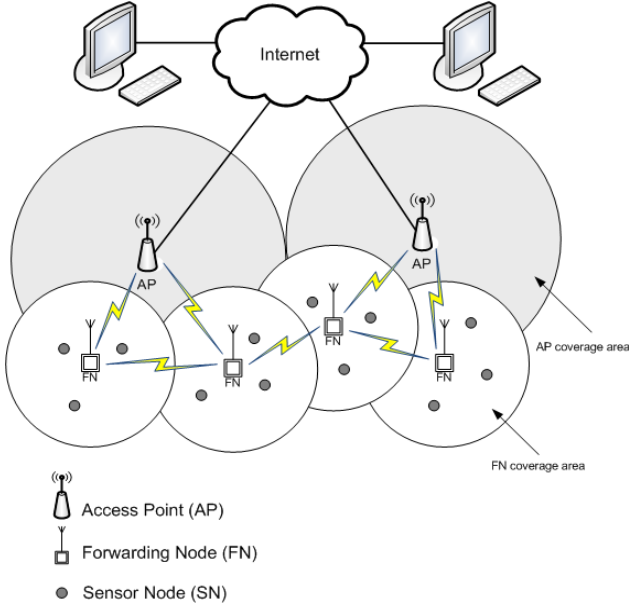 Internet
AP
AP
FN
FN
FN
FN
AP coverage area
FN coverage area
Access Point (AP)
Forwarding Node (FN)
Sensor Node (SN)